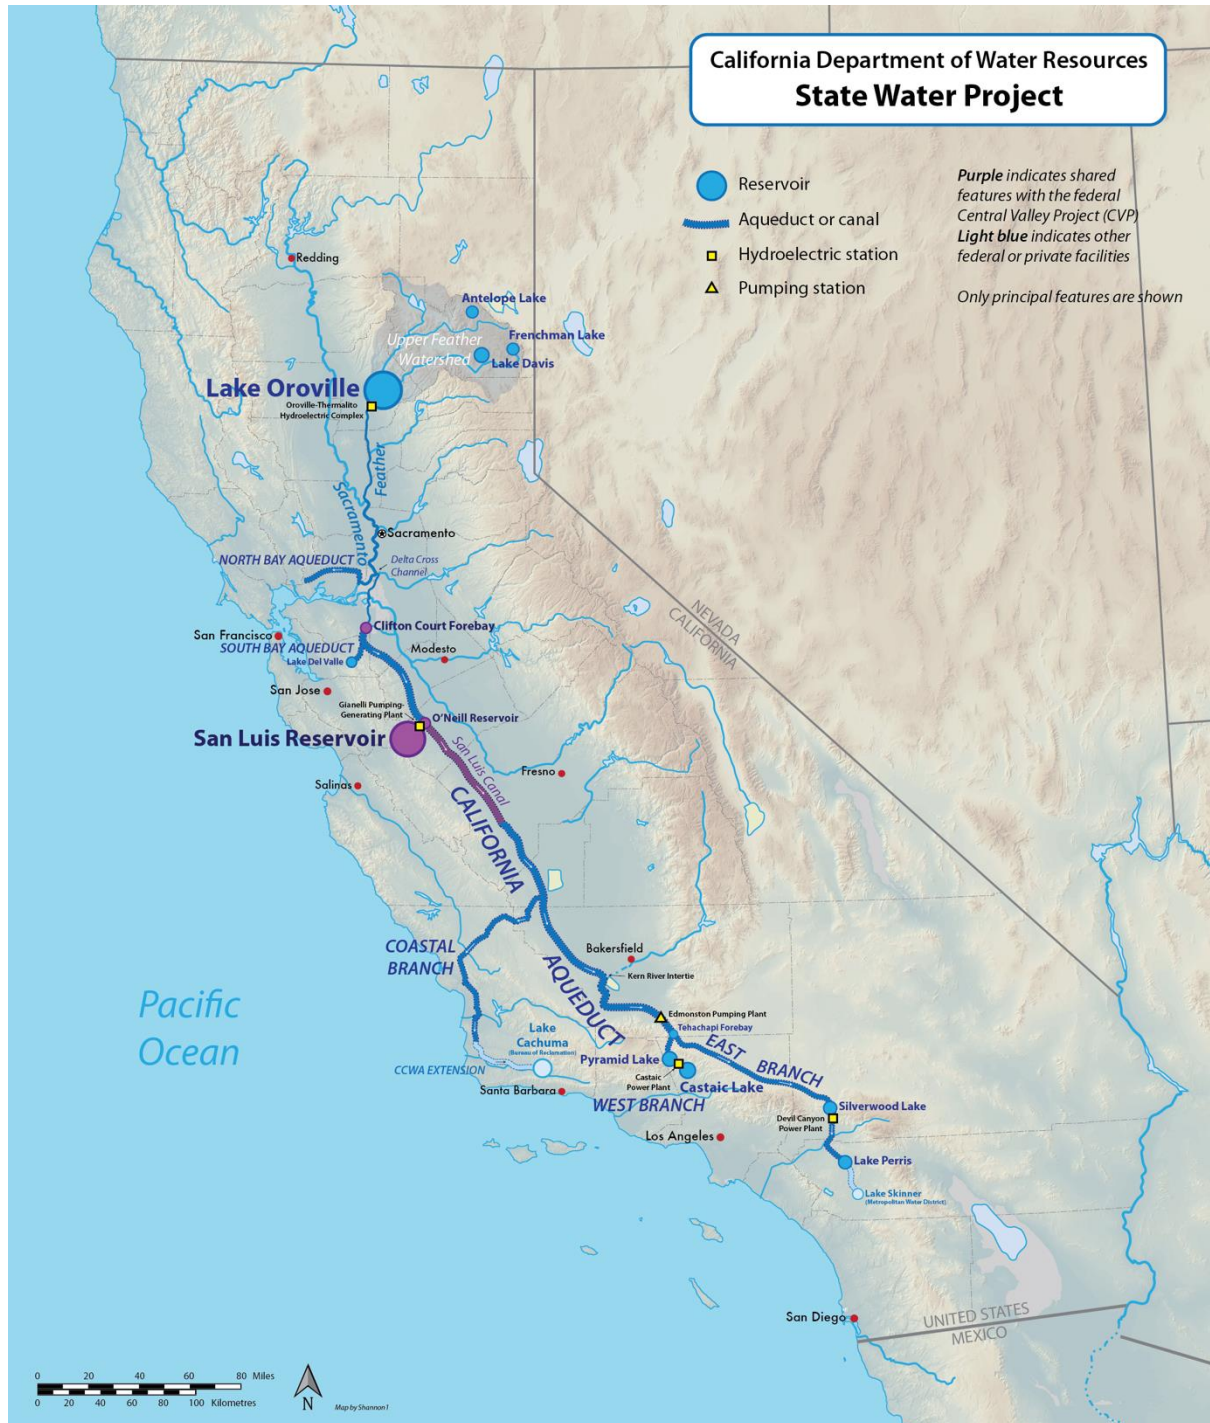 California Department of Water Resources
State Water Project
Reservoir
Aqueduct or canal
Hydroelectric station
Pumping station
Purple indicates shared
features with the federal
Central Valley Project (CVP)
Light blue indicates other
federal or private facilities
Only principal features are shown
Redding
Antelope Lake
Upper Feather
Watershed
Frenchman Lake
Lake Davis
Lake Oroville
Oroville-Thermalito
Hydroelectric Complex
Feather
Sacramento
Sacramento
NORTH BAY AQUEDUCT
Delta Cross
Channel
NEVADA
CALIFORNIA
Clifton Court Forebay
San Francisco
SOUTH BAY AQUEDUCT
Lake Del Valle
Modesto
San Jose
Gianelli Pumping-
Generating Plant
O'Neill Reservoir
San Luis Reservoir
San Luis Canal
Fresno
Salinas
CALIFORNIA
AQUEDUCT
COASTAL
BRANCH
Bakersfield
Kern River Intertie
Pacific
Ocean
Edmonston Pumping Plant
Tehachapi Forebay
EAST BRANCH
Lake
Cachuma
(Bureau of Reclamation)
CCWA EXTENSION
Pyramid Lake
Castaic
Power Plant
Castaic Lake
Santa Barbara
WEST BRANCH
Silverwood Lake
Devil Canyon
Power Plant
Los Angeles
Lake Perris
Lake Skinner
(Metropolitan Water District)
San Diego
UNITED STATES
MEXICO
0 20 40 60 80 Miles
0 20 40 60 80 100 Kilometres
N
Map by Shannon1